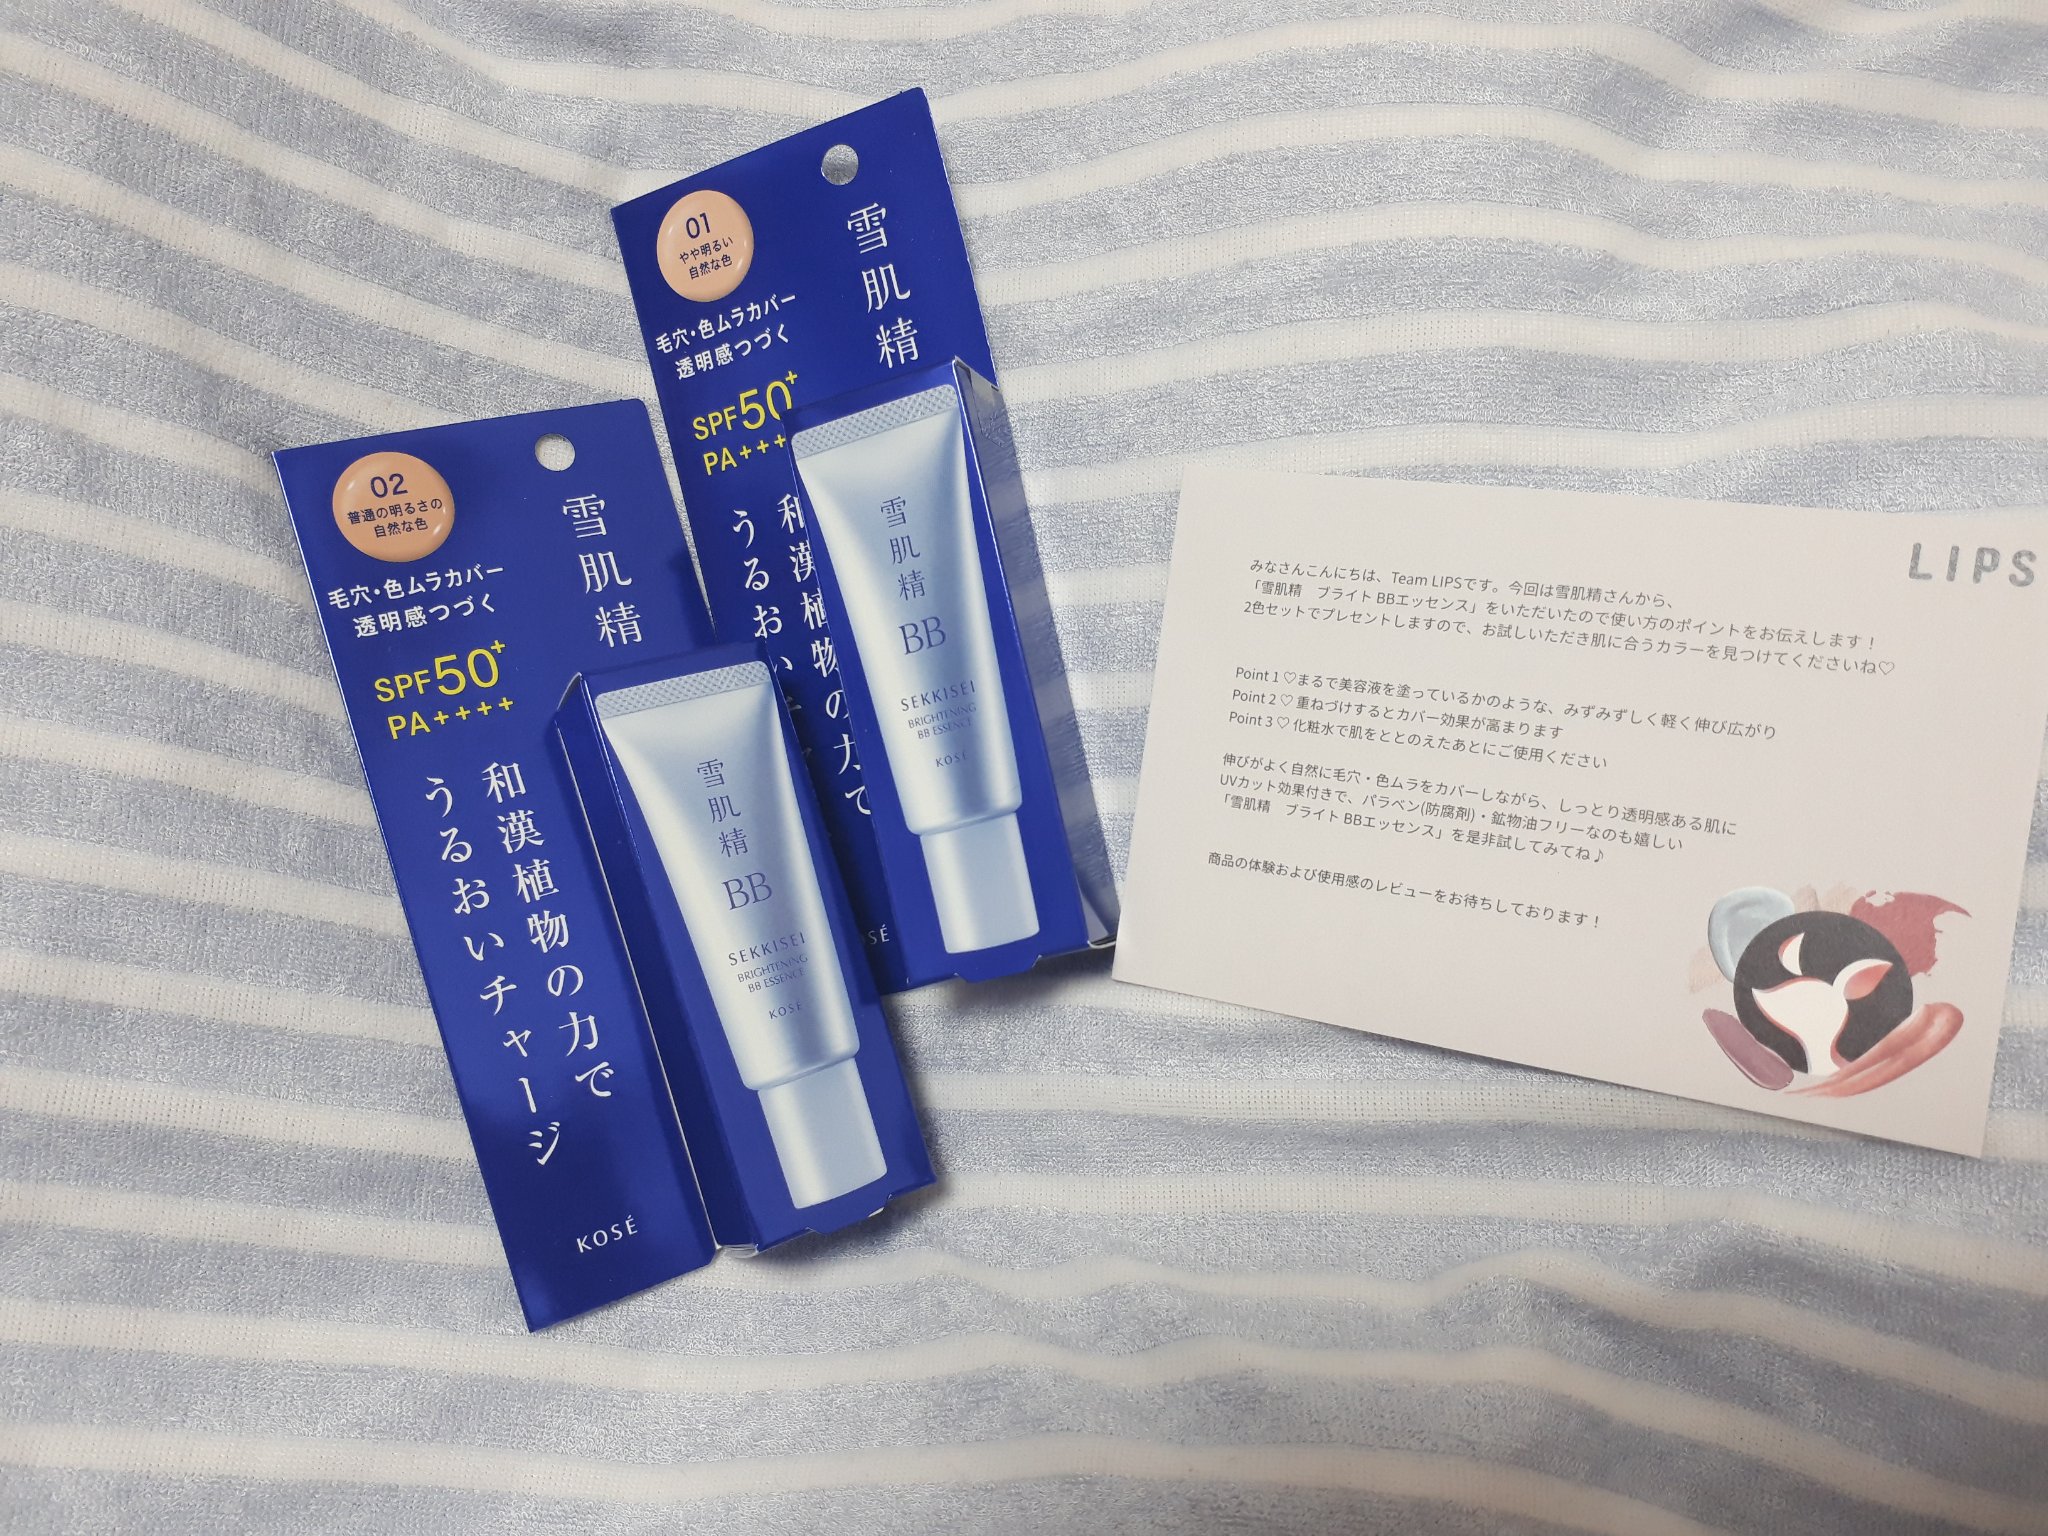 01
やや明るい
自然な色
毛穴・色ムラカバー
透明感つづく
SPF50+
PA+++
雪肌精
和漢植物の力で
うるおい
雪肌精
BB
SEKKISEI
BRIGHTENING
BB ESSENCE
KOSÉ
02
普通の明るさの
自然な色
毛穴・色ムラカバー
透明感つづく
SPF50+
PA++++
雪肌精
和漢植物の力で
うるおいチャージ
KOSÉ
雪肌精
BB
SEKKISEI
BRIGHTENING
BB ESSENCE
KOSÉ
LIPS
みなさんこんにちは、Team LIPSです。今回は雪肌精さんから、
「雪肌精　ブライト BBエッセンス」をいただいたので使い方のポイントをお伝えします！
2色セットでプレゼントしますので、お試しいただき肌に合うカラーを見つけてくださいね♡
Point 1 ♡まるで美容液を塗っているかのような、みずみずしく軽く伸び広がり
Point 2 ♡ 重ねづけするとカバー効果が高まります
Point 3 ♡ 化粧水で肌をととのえたあとにご使用ください
伸びがよく自然に毛穴・色ムラをカバーしながら、しっとり透明感ある肌に
UVカット効果付きで、パラベン(防腐剤)・鉱物油フリーなのも嬉しい
「雪肌精　ブライト BBエッセンス」を是非試してみてね♪
商品の体験および使用感のレビューをお待ちしております！